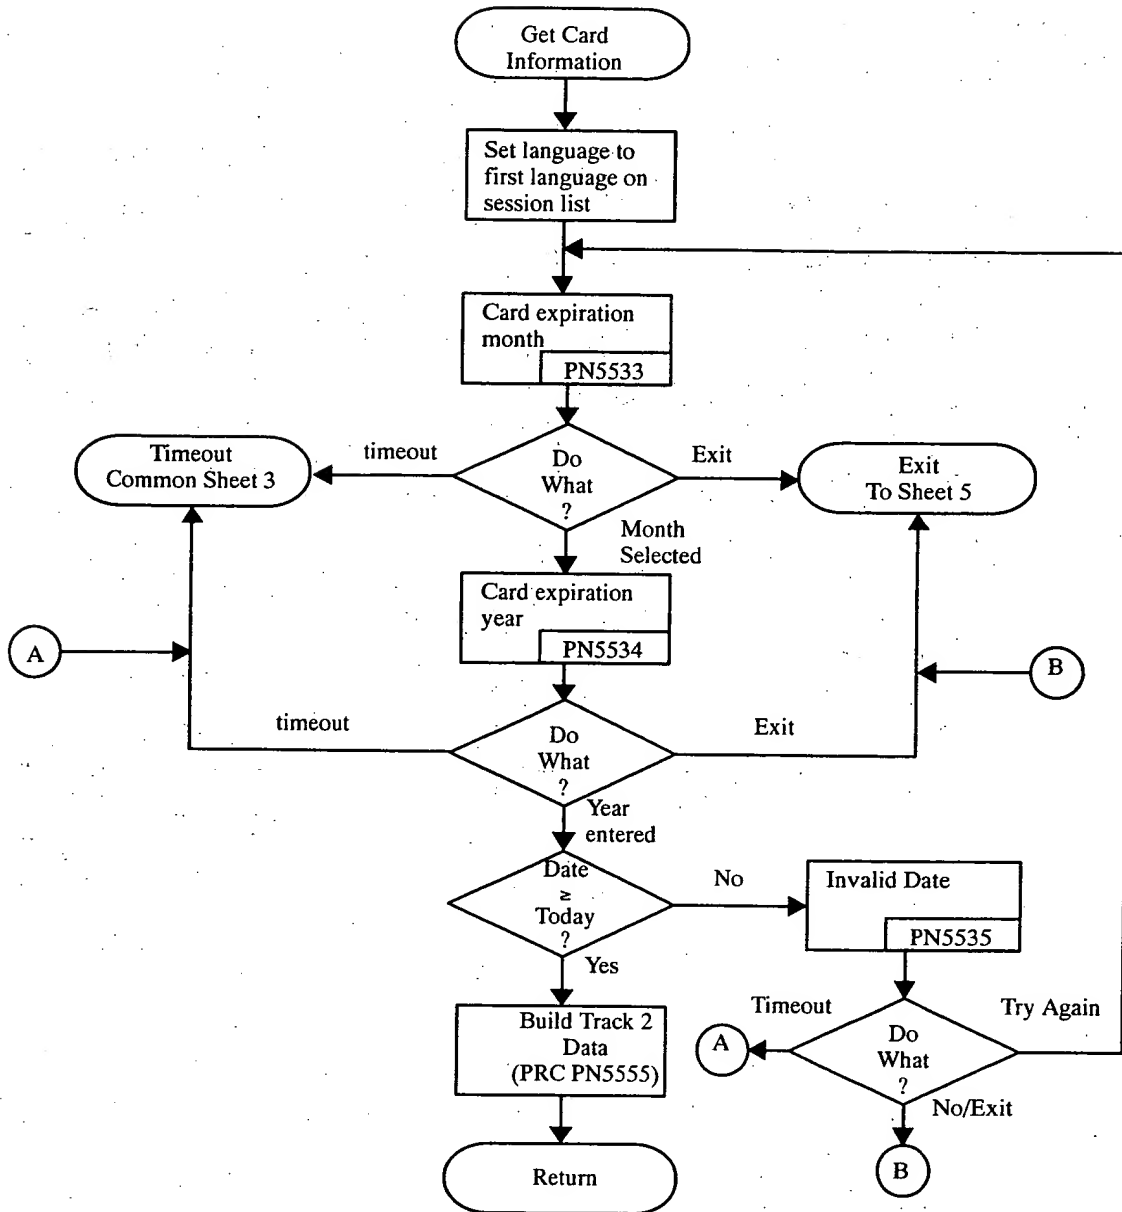 Get Card
Information
Set language to
first language on
session list
Card expiration
month
PN5533
Timeout
Common Sheet 3
timeout
Do
What
?
Exit
Exit
To Sheet 5
Month
Selected
Card expiration
year
PN5534
A
B
timeout
Do
What
?
Exit
Year
entered
Date
≥
Today
?
No
Invalid Date
PN5535
Yes
Build Track 2
Data
(PRC PN5555)
Timeout
A
Do
What
?
Try Again
No/Exit
B
Return